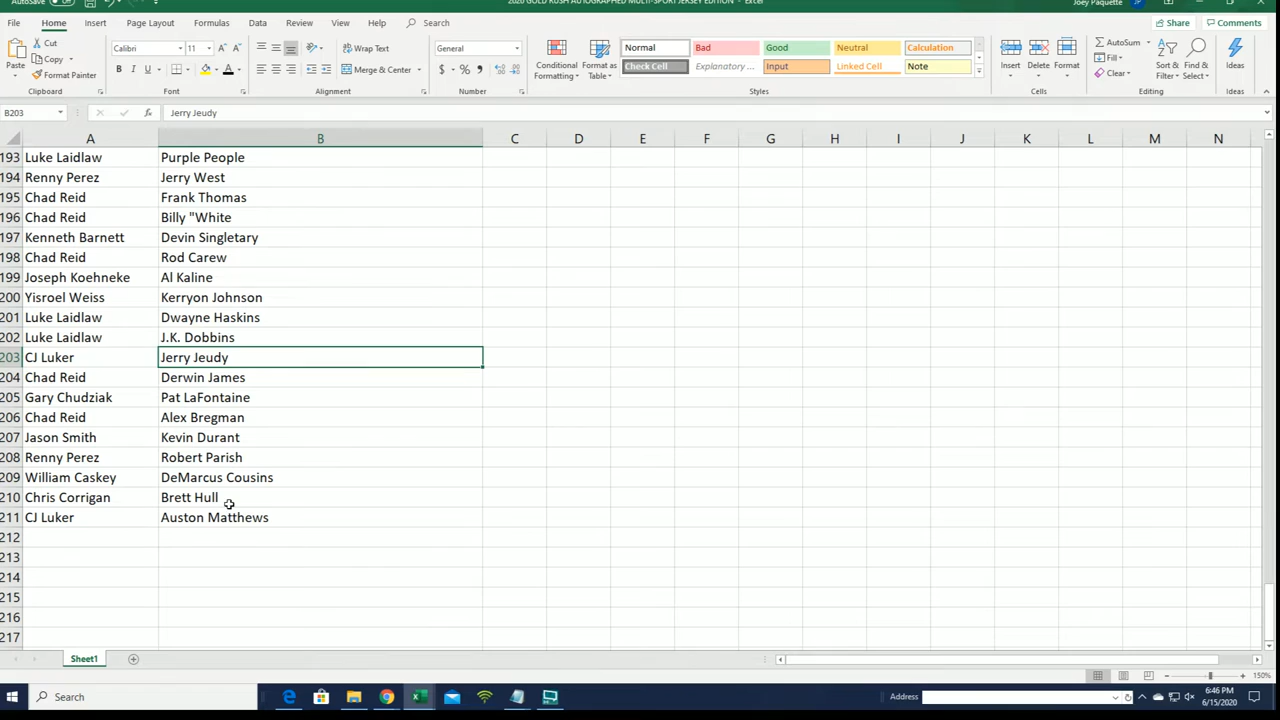 AutoSave Off 2020 GOLD RUSH AUTOGRAPHED MULTI-SPORT JERSEY EDITION - Excel Joey Paquette JP
File Home Insert Page Layout Formulas Data Review View Help Search Share Comments
Cut Calibri 11 Wrap Text General Normal Bad Good Neutral Calculation AutoSum
Copy Fill
Paste Format Painter B I U Merge & Center $ % Conditional Formatting Format as Table Check Cell Explanatory ... Input Linked Cell Note Insert Delete Format Clear Sort & Filter Find & Select Ideas
Clipboard Font Alignment Number Styles Cells Editing Ideas
B203 fx Jerry Jeudy
A B C D E F G H I J K L M N
193 Luke Laidlaw Purple People
194 Renny Perez Jerry West
195 Chad Reid Frank Thomas
196 Chad Reid Billy "White
197 Kenneth Barnett Devin Singletary
198 Chad Reid Rod Carew
199 Joseph Koehneke Al Kaline
200 Yisroel Weiss Kerryon Johnson
201 Luke Laidlaw Dwayne Haskins
202 Luke Laidlaw J.K. Dobbins
203 CJ Luker Jerry Jeudy
204 Chad Reid Derwin James
205 Gary Chudziak Pat LaFontaine
206 Chad Reid Alex Bregman
207 Jason Smith Kevin Durant
208 Renny Perez Robert Parish
209 William Caskey DeMarcus Cousins
210 Chris Corrigan Brett Hull
211 CJ Luker Auston Matthews
212
213
214
215
216
217
Sheet1
150%
Search Address 6:46 PM
6/15/2020